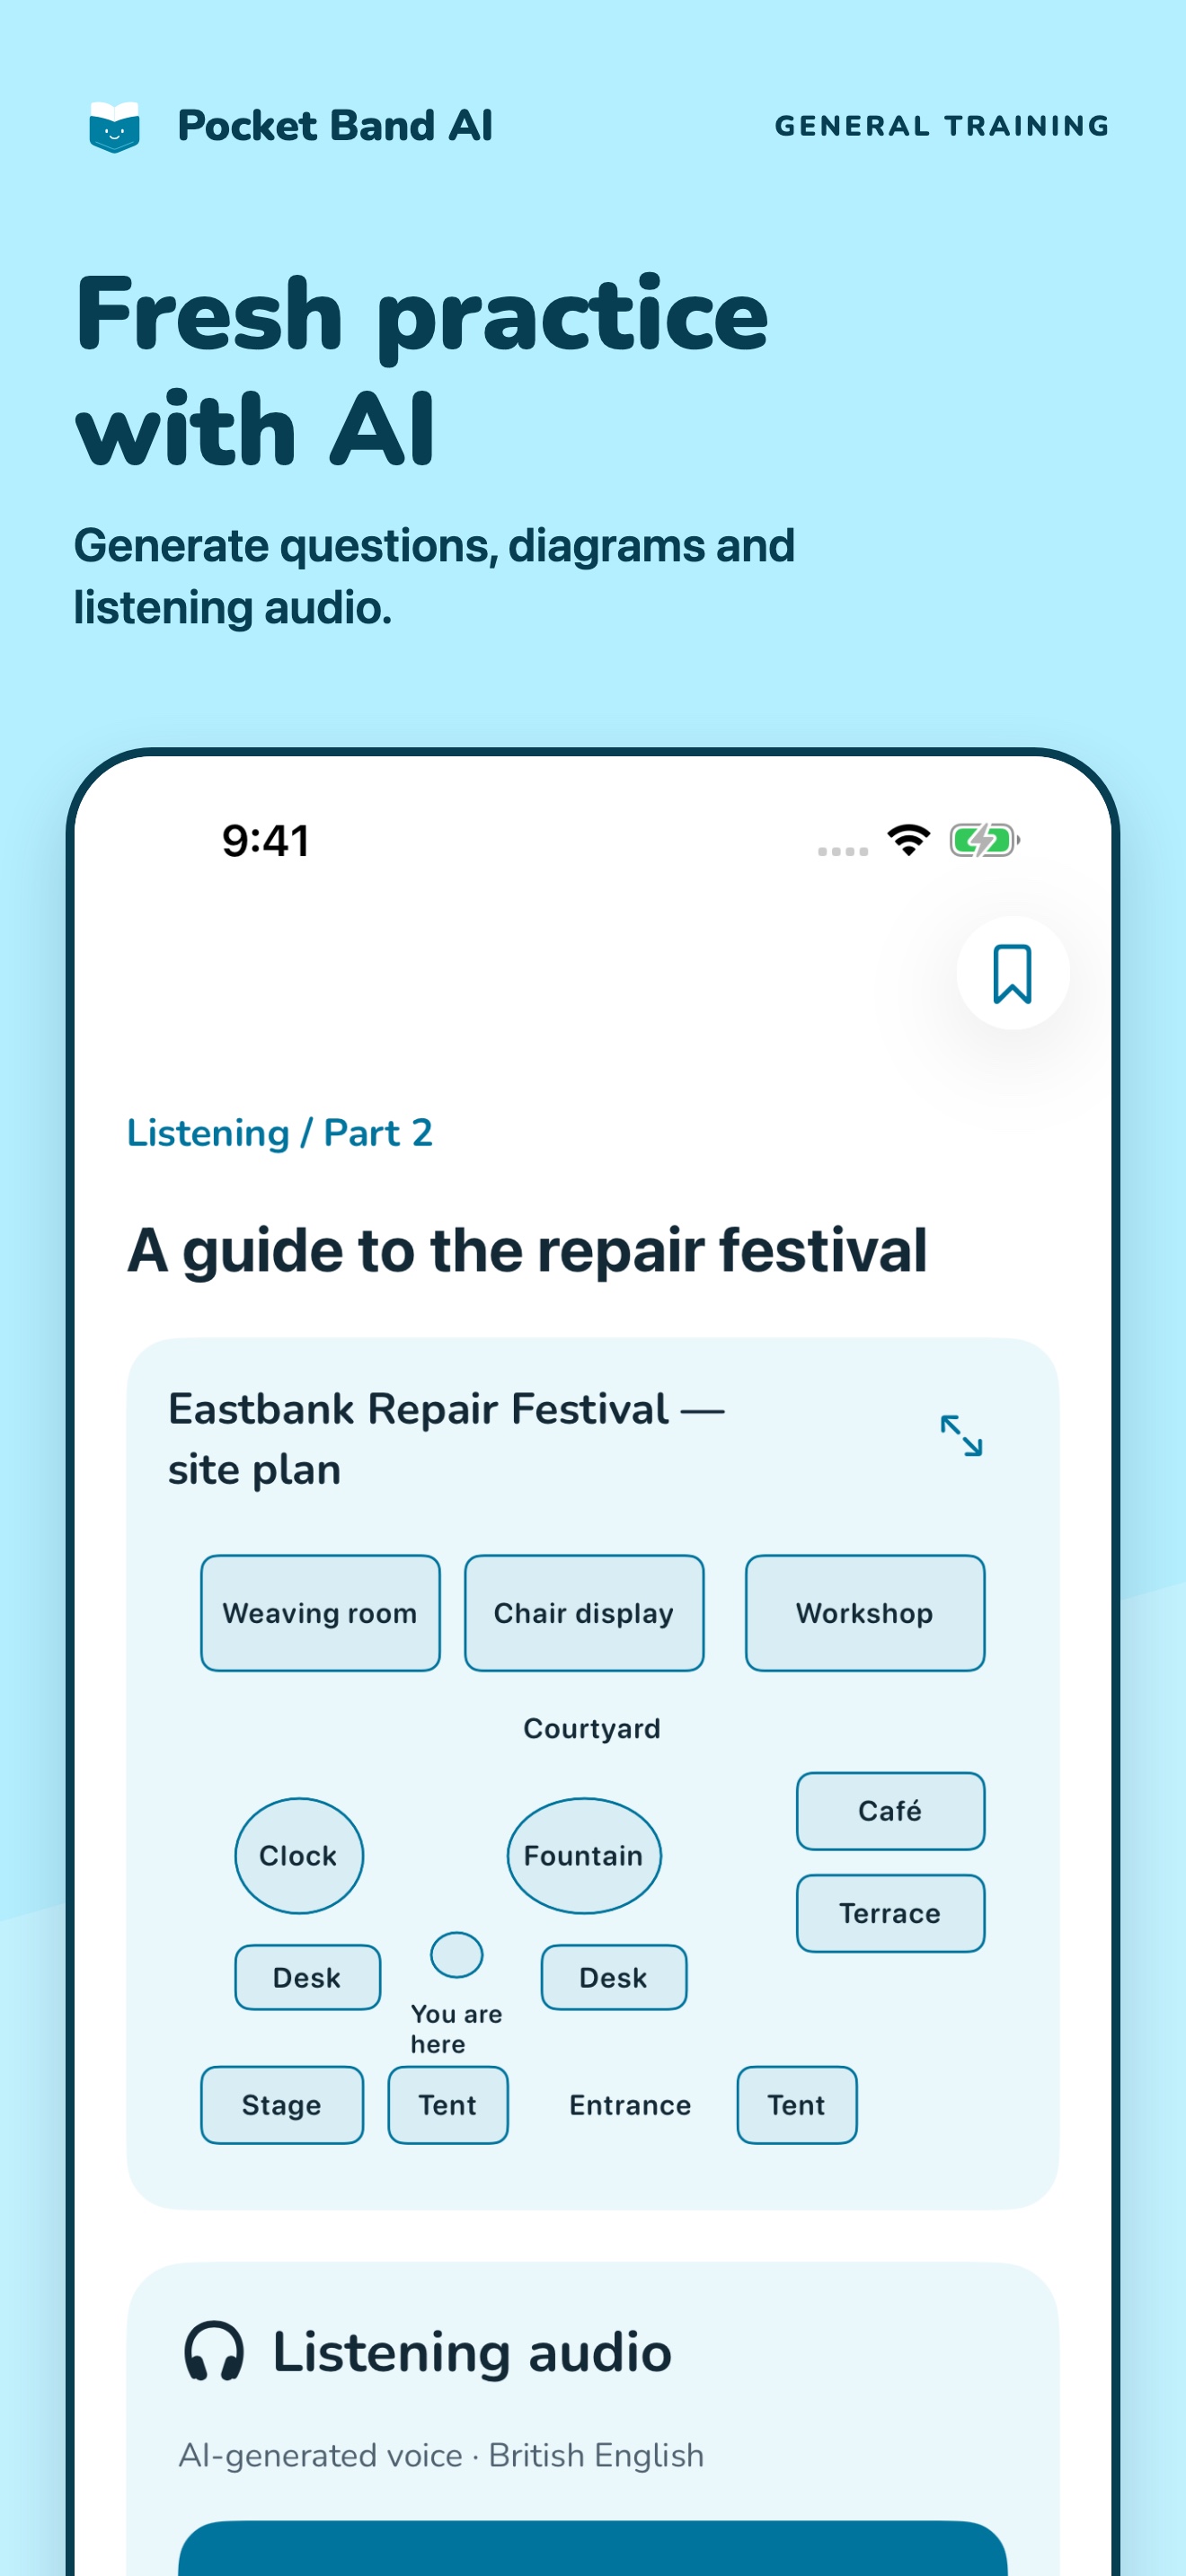 Pocket Band AI
GENERAL TRAINING
Fresh practice
with AI
Generate questions, diagrams and
listening audio.
9:41
Listening / Part 2
A guide to the repair festival
Eastbank Repair Festival —
site plan
Weaving room
Chair display
Workshop
Courtyard
Café
Clock
Fountain
Terrace
Desk
Desk
You are
here
Stage
Tent
Entrance
Tent
Listening audio
AI-generated voice · British English